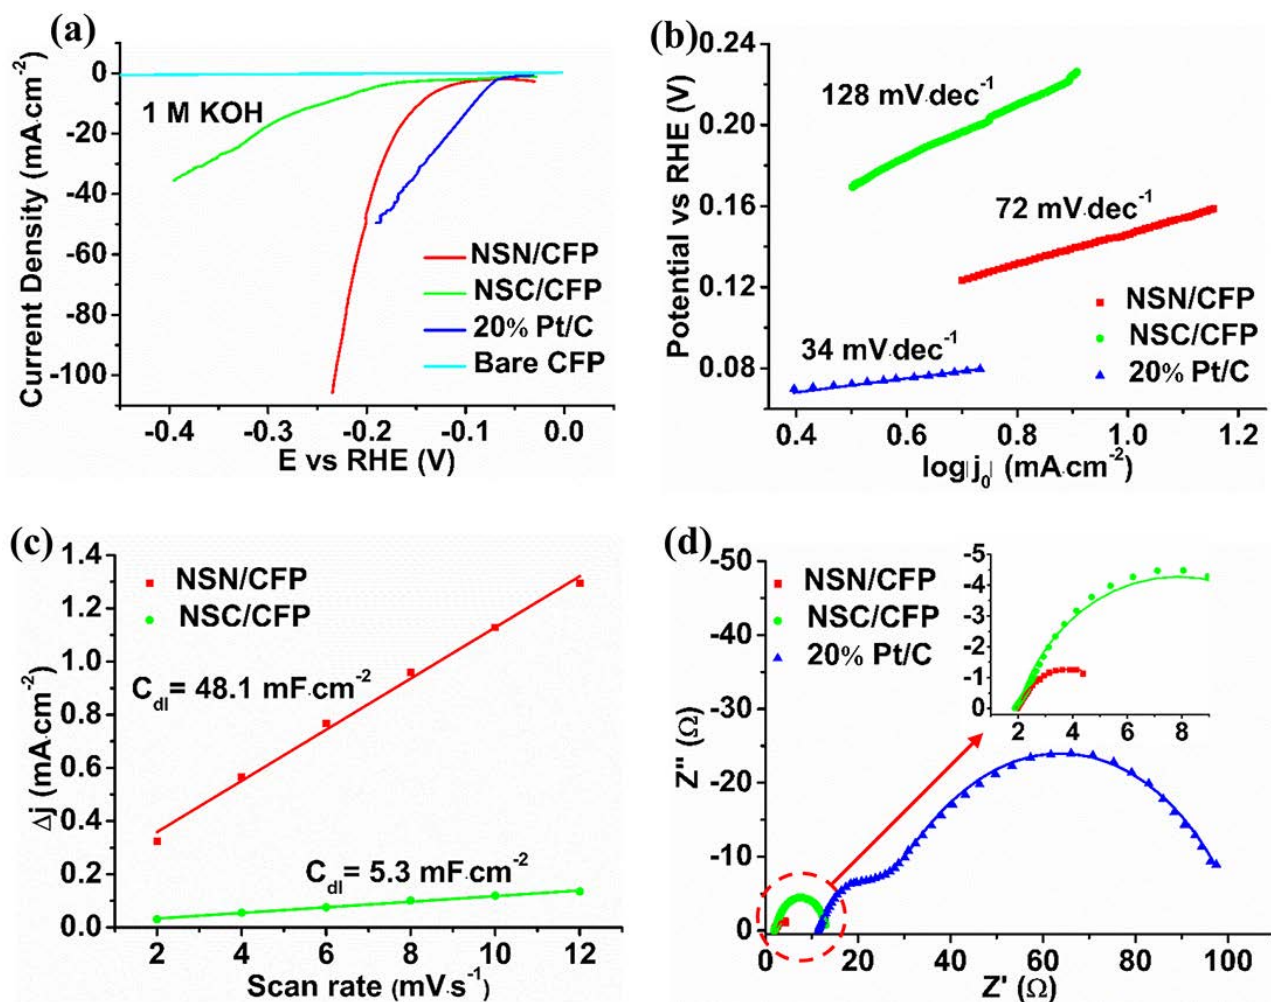 (a)
0
-20
-40
-60
-80
-100
Current Density (mA.cm-2)
1 M KOH
NSN/CFP
NSC/CFP
20% Pt/C
Bare CFP
-0.4 -0.3 -0.2 -0.1 0.0
E vs RHE (V)
(b)
0.24
0.20
0.16
0.12
0.08
Potential vs RHE (V)
128 mV.dec-1
72 mV.dec-1
34 mV.dec-1
NSN/CFP
NSC/CFP
20% Pt/C
0.4 0.6 0.8 1.0 1.2
log|j0| (mA.cm-2)
(c)
1.4
1.2
1.0
0.8
0.6
0.4
0.2
0.0
Δj (mA.cm-2)
NSN/CFP
NSC/CFP
Cdl= 48.1 mF.cm-2
Cdl= 5.3 mF.cm-2
2 4 6 8 10 12
Scan rate (mV.s-1)
(d)
-50
-40
-30
-20
-10
0
Z'' (Ω)
NSN/CFP
NSC/CFP
20% Pt/C
-5
-4
-3
-2
-1
0
2 4 6 8
0 20 40 60 80 100
Z' (Ω)